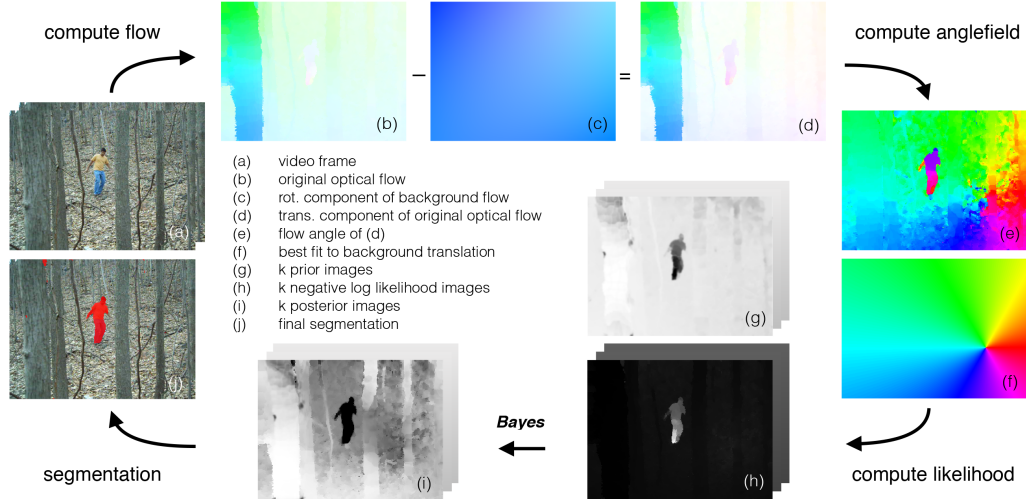 compute flow
compute anglefield
(b)
−
(c)
=
(d)
(a)
(e)
(a) video frame
(b) original optical flow
(c) rot. component of background flow
(d) trans. component of original optical flow
(e) flow angle of (d)
(f) best fit to background translation
(g) k prior images
(h) k negative log likelihood images
(i) k posterior images
(j) final segmentation
(g)
(j)
(f)
Bayes
(i)
(h)
segmentation
compute likelihood